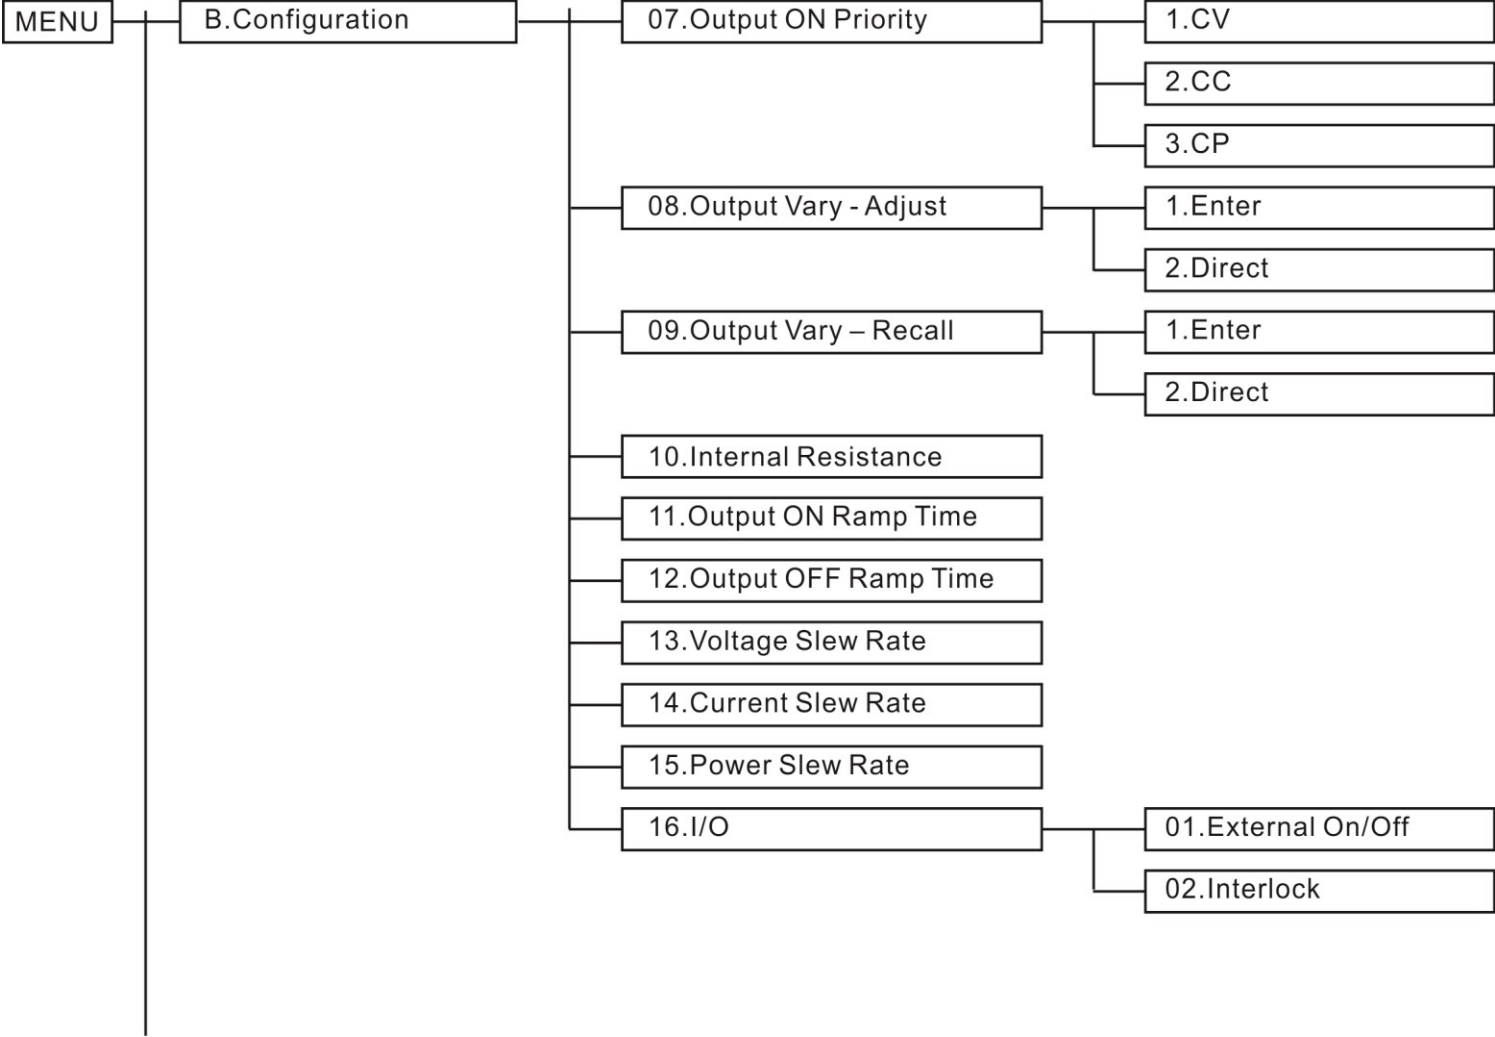 MENU
B.Configuration
07.Output ON Priority
1.CV
2.CC
3.CP
08.Output Vary - Adjust
1.Enter
2.Direct
09.Output Vary – Recall
1.Enter
2.Direct
10.Internal Resistance
11.Output ON Ramp Time
12.Output OFF Ramp Time
13.Voltage Slew Rate
14.Current Slew Rate
15.Power Slew Rate
16.I/O
01.External On/Off
02.Interlock